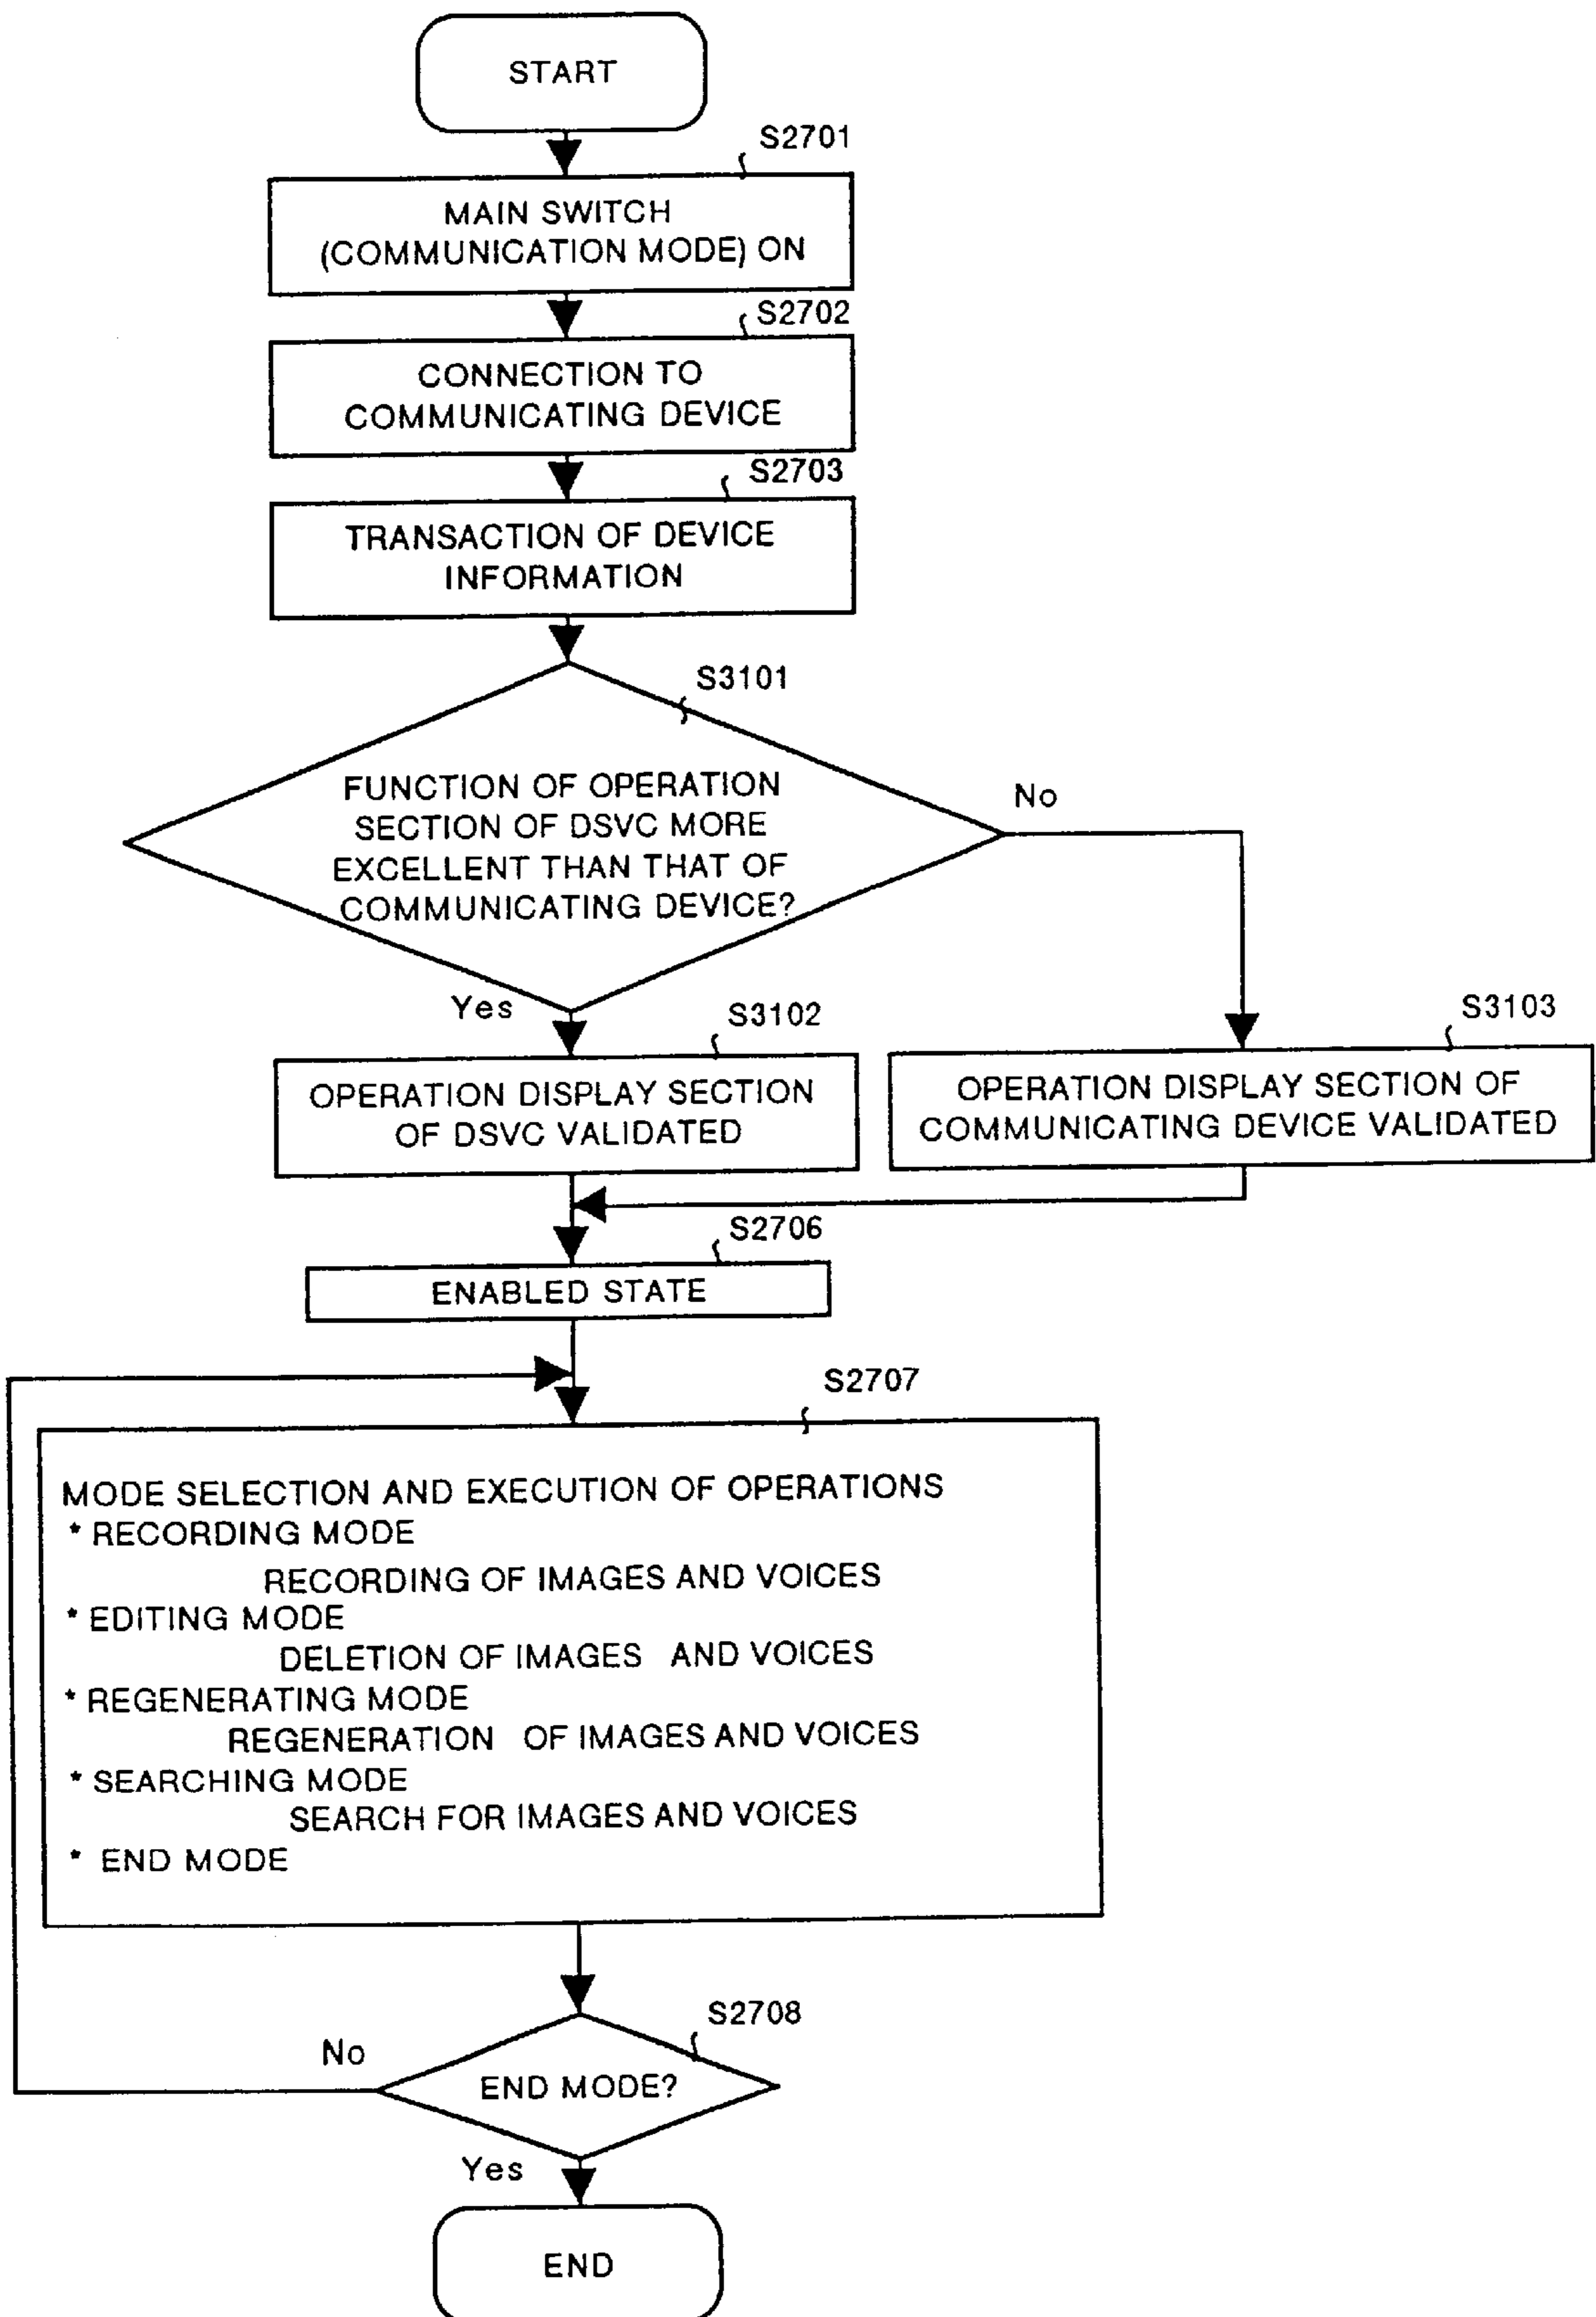 START
S2701
MAIN SWITCH
(COMMUNICATION MODE) ON
S2702
CONNECTION TO
COMMUNICATING DEVICE
S2703
TRANSACTION OF DEVICE
INFORMATION
S3101
FUNCTION OF OPERATION
SECTION OF DSVC MORE
EXCELLENT THAN THAT OF
COMMUNICATING DEVICE?
No
Yes
S3102
OPERATION DISPLAY SECTION
OF DSVC VALIDATED
S3103
OPERATION DISPLAY SECTION OF
COMMUNICATING DEVICE VALIDATED
S2706
ENABLED STATE
S2707
MODE SELECTION AND EXECUTION OF OPERATIONS
* RECORDING MODE
RECORDING OF IMAGES AND VOICES
* EDITING MODE
DELETION OF IMAGES AND VOICES
* REGENERATING MODE
REGENERATION OF IMAGES AND VOICES
* SEARCHING MODE
SEARCH FOR IMAGES AND VOICES
* END MODE
S2708
No
END MODE?
Yes
END